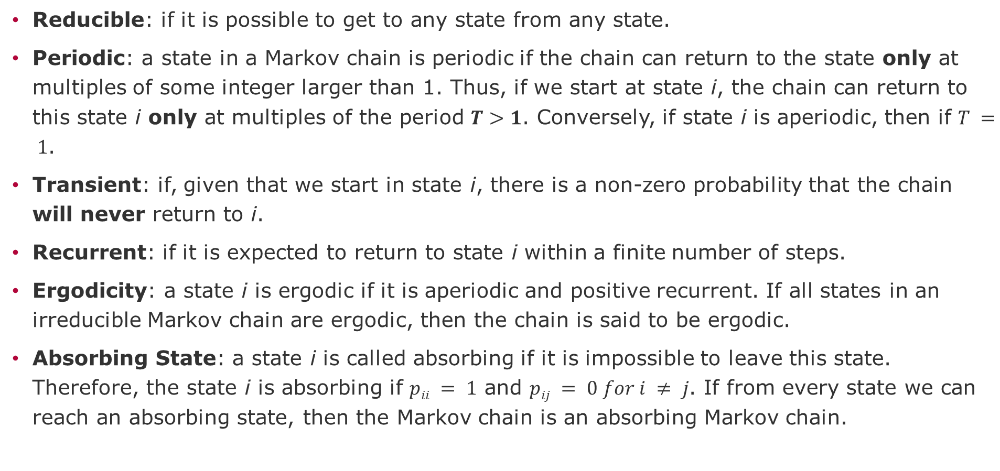 • Reducible: if it is possible to get to any state from any state.
• Periodic: a state in a Markov chain is periodic if the chain can return to the state only at
multiples of some integer larger than 1. Thus, if we start at state i, the chain can return to
this state i only at multiples of the period T > 1. Conversely, if state i is aperiodic, then if T =
1.
• Transient: if, given that we start in state i, there is a non-zero probability that the chain
will never return to i.
• Recurrent: if it is expected to return to state i within a finite number of steps.
• Ergodicity: a state i is ergodic if it is aperiodic and positive recurrent. If all states in an
irreducible Markov chain are ergodic, then the chain is said to be ergodic.
• Absorbing State: a state i is called absorbing if it is impossible to leave this state.
Therefore, the state i is absorbing if p_ii = 1 and p_ij = 0 for i ≠ j. If from every state we can
reach an absorbing state, then the Markov chain is an absorbing Markov chain.